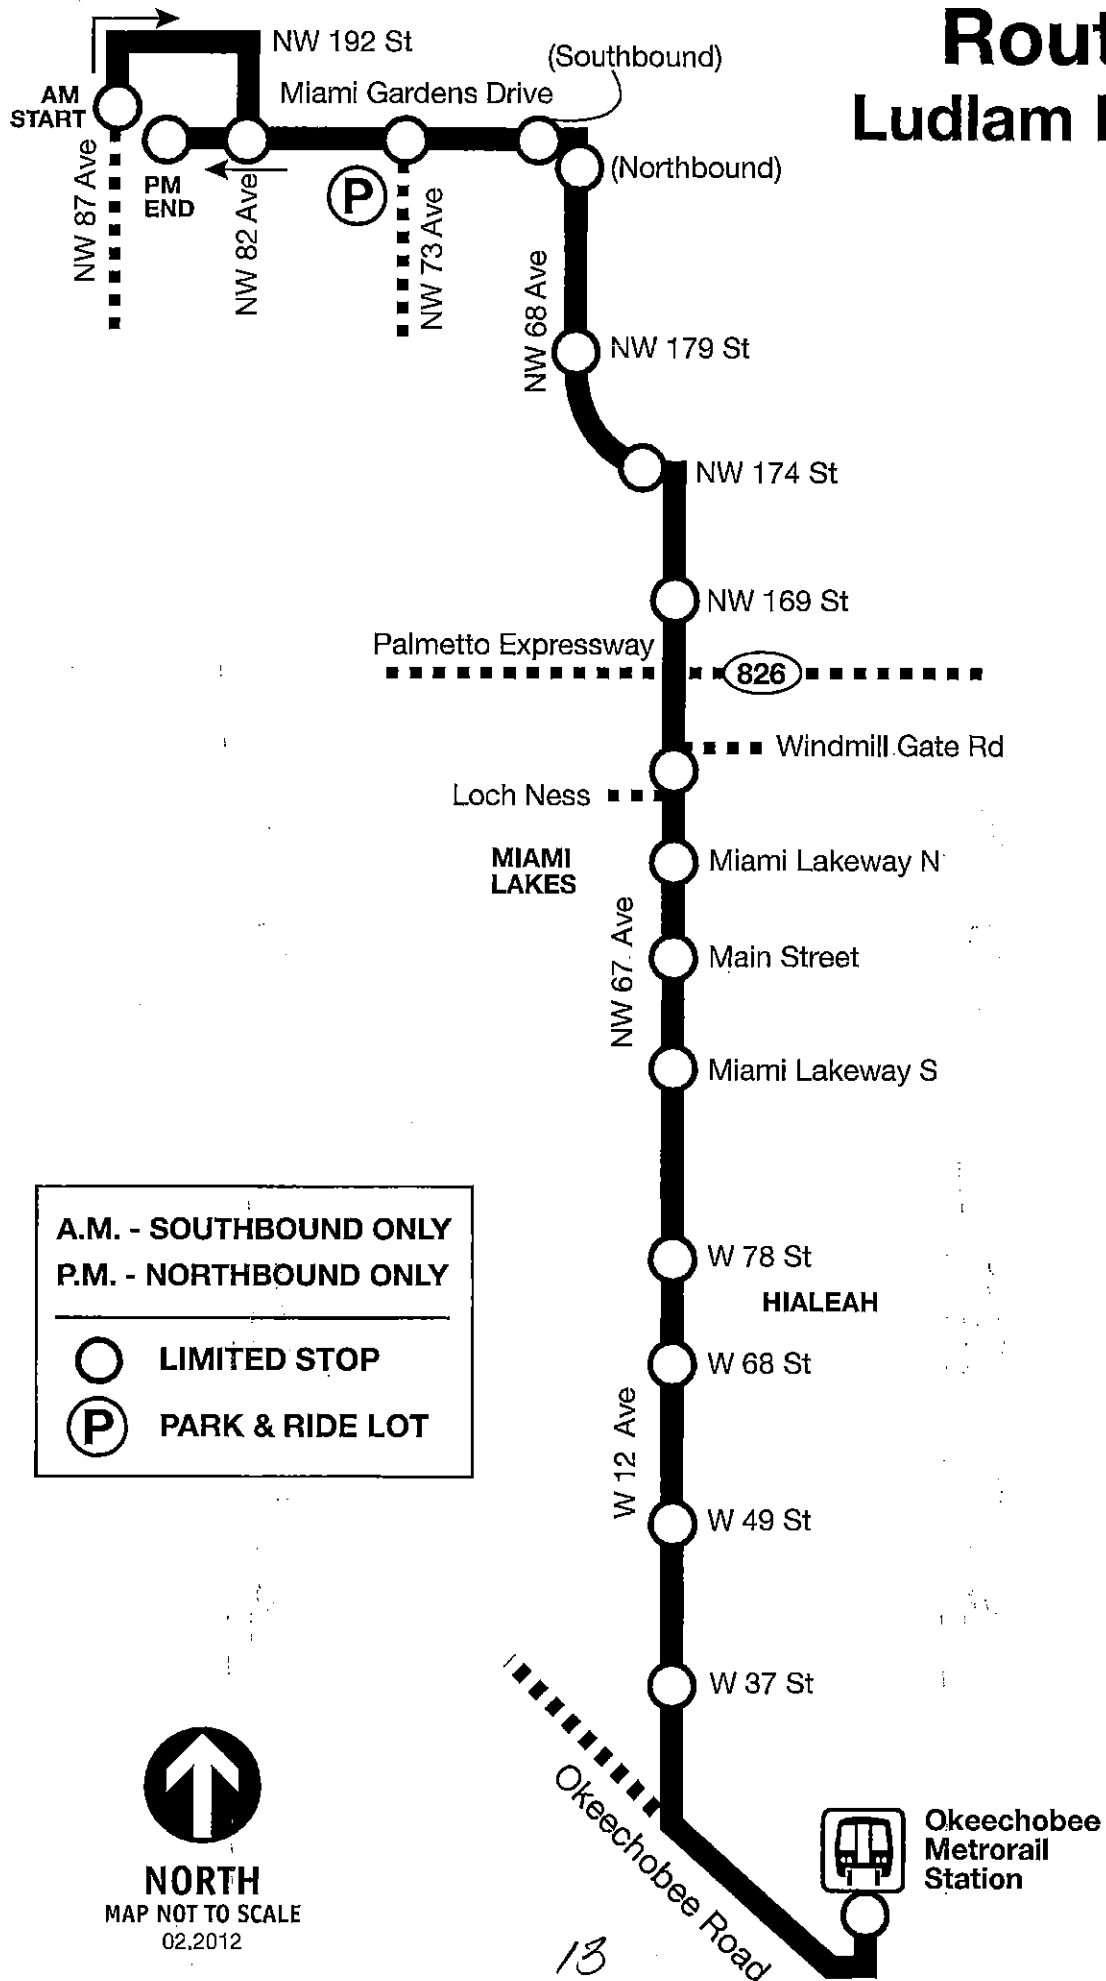 Rout
Ludlam
NW 192 St
(Southbound)
AM
START
Miami Gardens Drive
(Northbound)
PM
END
P
NW 87 Ave
NW 82 Ave
NW 73 Ave
NW 68 Ave
NW 179 St
NW 174 St
NW 169 St
Palmetto Expressway
826
Windmill Gate Rd
Loch Ness
MIAMI
LAKES
Miami Lakeway N
NW 67 Ave
Main Street
Miami Lakeway S
A.M. - SOUTHBOUND ONLY
P.M. - NORTHBOUND ONLY
LIMITED STOP
P PARK & RIDE LOT
W 78 St
HIALEAH
W 68 St
W 12 Ave
W 49 St
W 37 St
Okeechobee Road
Okeechobee
Metrorail
Station
NORTH
MAP NOT TO SCALE
02.2012
13